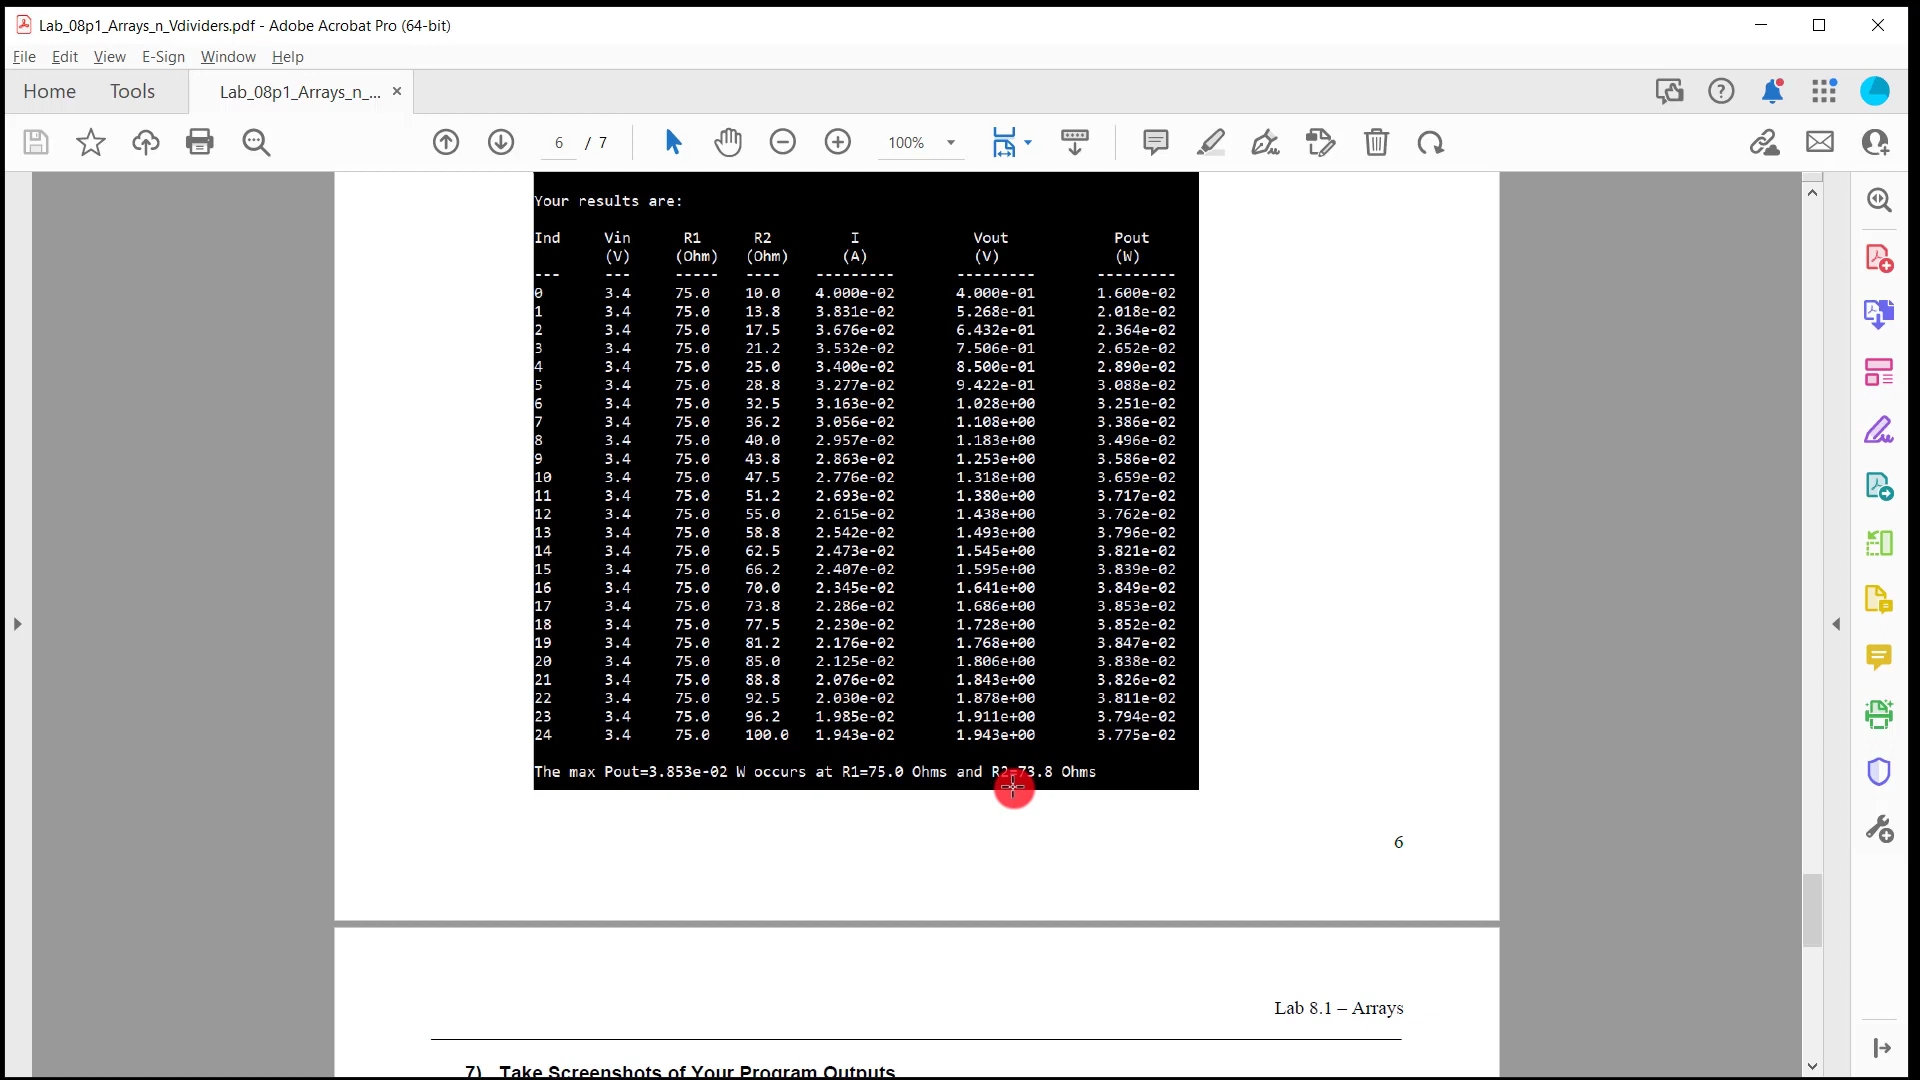 Lab_08p1_Arrays_n_Vdividers.pdf - Adobe Acrobat Pro (64-bit)
File Edit View E-Sign Window Help
Home Tools Lab_08p1_Arrays_n_... ×
6 / 7 100%
Your results are:
Ind Vin R1 R2 I Vout Pout
(V) (Ohm) (Ohm) (A) (V) (W)
--- --- ----- ---- --------- --------- ---------
0 3.4 75.0 10.0 4.000e-02 4.000e-01 1.600e-02
1 3.4 75.0 13.8 3.831e-02 5.268e-01 2.018e-02
2 3.4 75.0 17.5 3.676e-02 6.432e-01 2.364e-02
3 3.4 75.0 21.2 3.532e-02 7.506e-01 2.652e-02
4 3.4 75.0 25.0 3.400e-02 8.500e-01 2.890e-02
5 3.4 75.0 28.8 3.277e-02 9.422e-01 3.088e-02
6 3.4 75.0 32.5 3.163e-02 1.028e+00 3.251e-02
7 3.4 75.0 36.2 3.056e-02 1.108e+00 3.386e-02
8 3.4 75.0 40.0 2.957e-02 1.183e+00 3.496e-02
9 3.4 75.0 43.8 2.863e-02 1.253e+00 3.586e-02
10 3.4 75.0 47.5 2.776e-02 1.318e+00 3.659e-02
11 3.4 75.0 51.2 2.693e-02 1.380e+00 3.717e-02
12 3.4 75.0 55.0 2.615e-02 1.438e+00 3.762e-02
13 3.4 75.0 58.8 2.542e-02 1.493e+00 3.796e-02
14 3.4 75.0 62.5 2.473e-02 1.545e+00 3.821e-02
15 3.4 75.0 66.2 2.407e-02 1.595e+00 3.839e-02
16 3.4 75.0 70.0 2.345e-02 1.641e+00 3.849e-02
17 3.4 75.0 73.8 2.286e-02 1.686e+00 3.853e-02
18 3.4 75.0 77.5 2.230e-02 1.728e+00 3.852e-02
19 3.4 75.0 81.2 2.176e-02 1.768e+00 3.847e-02
20 3.4 75.0 85.0 2.125e-02 1.806e+00 3.838e-02
21 3.4 75.0 88.8 2.076e-02 1.843e+00 3.826e-02
22 3.4 75.0 92.5 2.030e-02 1.878e+00 3.811e-02
23 3.4 75.0 96.2 1.985e-02 1.911e+00 3.794e-02
24 3.4 75.0 100.0 1.943e-02 1.943e+00 3.775e-02
The max Pout=3.853e-02 W occurs at R1=75.0 Ohms and R2=73.8 Ohms
6
Lab 8.1 – Arrays
7) Take Screenshots of Your Program Outputs